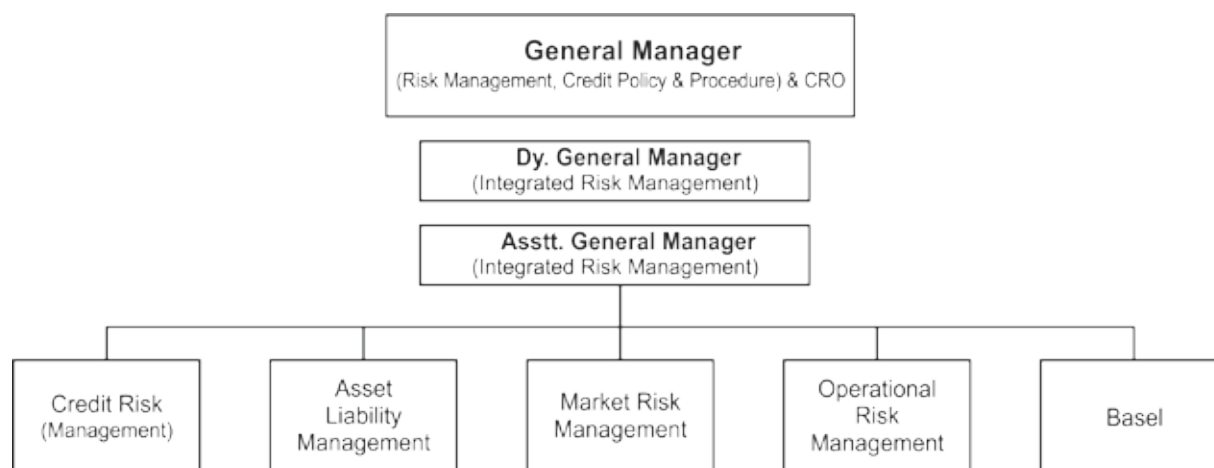 General Manager
(Risk Management, Credit Policy & Procedure) & CRO
Dy. General Manager
(Integrated Risk Management)
Asstt. General Manager
(Integrated Risk Management)
Credit Risk
(Management)
Asset
Liability
Management
Market Risk
Management
Operational
Risk
Management
Basel